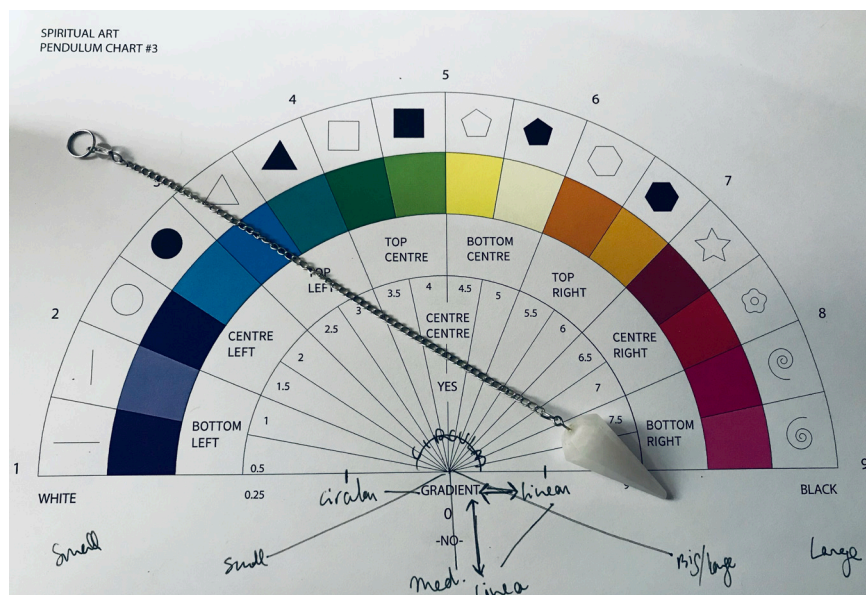 SPIRITUAL ART
PENDULUM CHART #3
5
4
6
7
2
8
1
9
TOP
CENTRE
BOTTOM
CENTRE
TOP
LEFT
TOP
RIGHT
CENTRE
LEFT
CENTRE
RIGHT
BOTTOM
LEFT
BOTTOM
RIGHT
CENTRE
CENTRE
YES
0.25
0.5
1
1.5
2
2.5
3
3.5
4
4.5
5
5.5
6
6.5
7
7.5
WHITE
BLACK
GRADIENT
0
-NO-
Circular
Linear
Small
Small
Med.
Linea
Big/Large
Large